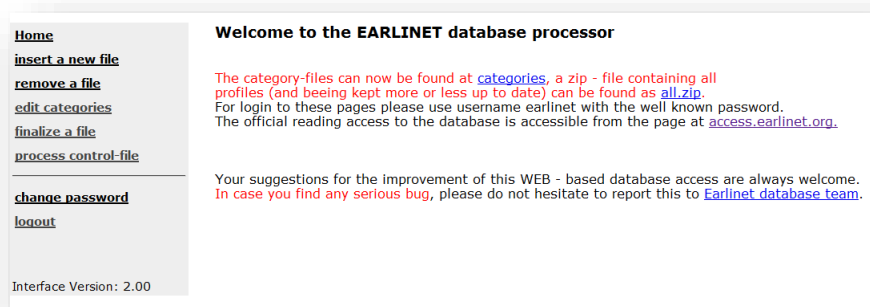 Home
insert a new file
remove a file
edit categories
finalize a file
process control-file
change password
logout
Interface Version: 2.00
Welcome to the EARLINET database processor
The category-files can now be found at categories, a zip - file containing all
profiles (and beeing kept more or less up to date) can be found as all.zip.
For login to these pages please use username earlinet with the well known password.
The official reading access to the database is accessible from the page at access.earlinet.org.
Your suggestions for the improvement of this WEB - based database access are always welcome.
In case you find any serious bug, please do not hesitate to report this to Earlinet database team.